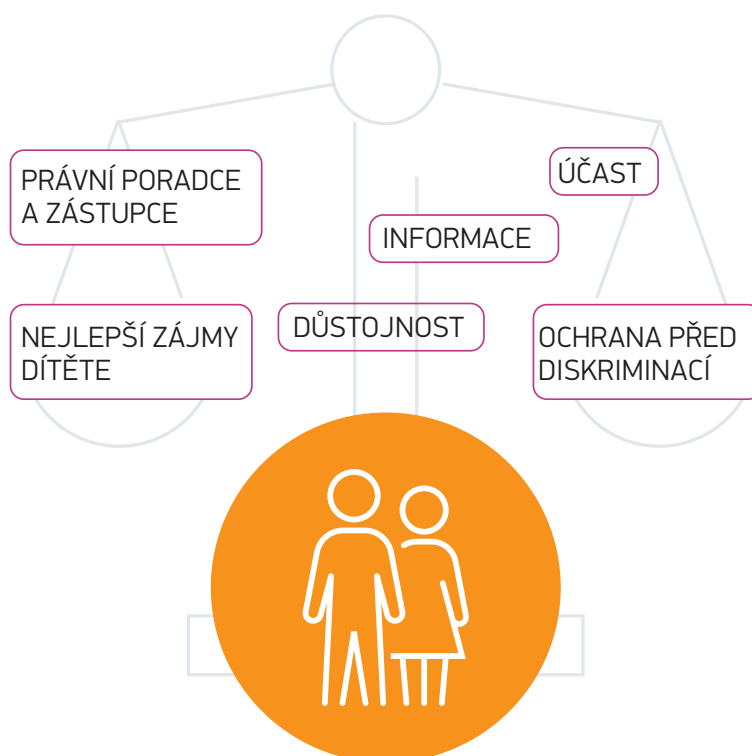 PRÁVNÍ PORADCE
A ZÁSTUPCE
ÚČAST
INFORMACE
NEJLEPŠÍ ZÁJMY
DÍTĚTE
DŮSTOJNOST
OCHRANA PŘED
DISKRIMINACÍ